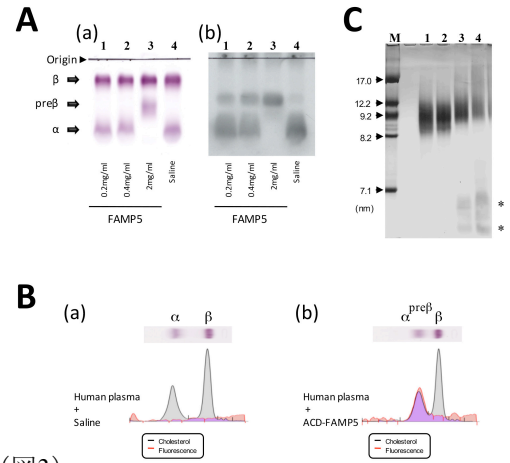 A
(a)
(b)
1 2 3 4
1 2 3 4
Origin
β
preβ
α
0.2mg/ml
0.4mg/ml
2mg/ml
Saline
FAMP5
0.2mg/ml
0.4mg/ml
2mg/ml
Saline
FAMP5
C
M 1 2 3 4
17.0
12.2
9.2
8.2
7.1
(nm)
*
*
B
(a)
α β
Human plasma
+
Saline
Cholesterol
Fluorescence
(b)
α preβ β
Human plasma
+
ACD-FAMP5
Cholesterol
Fluorescence